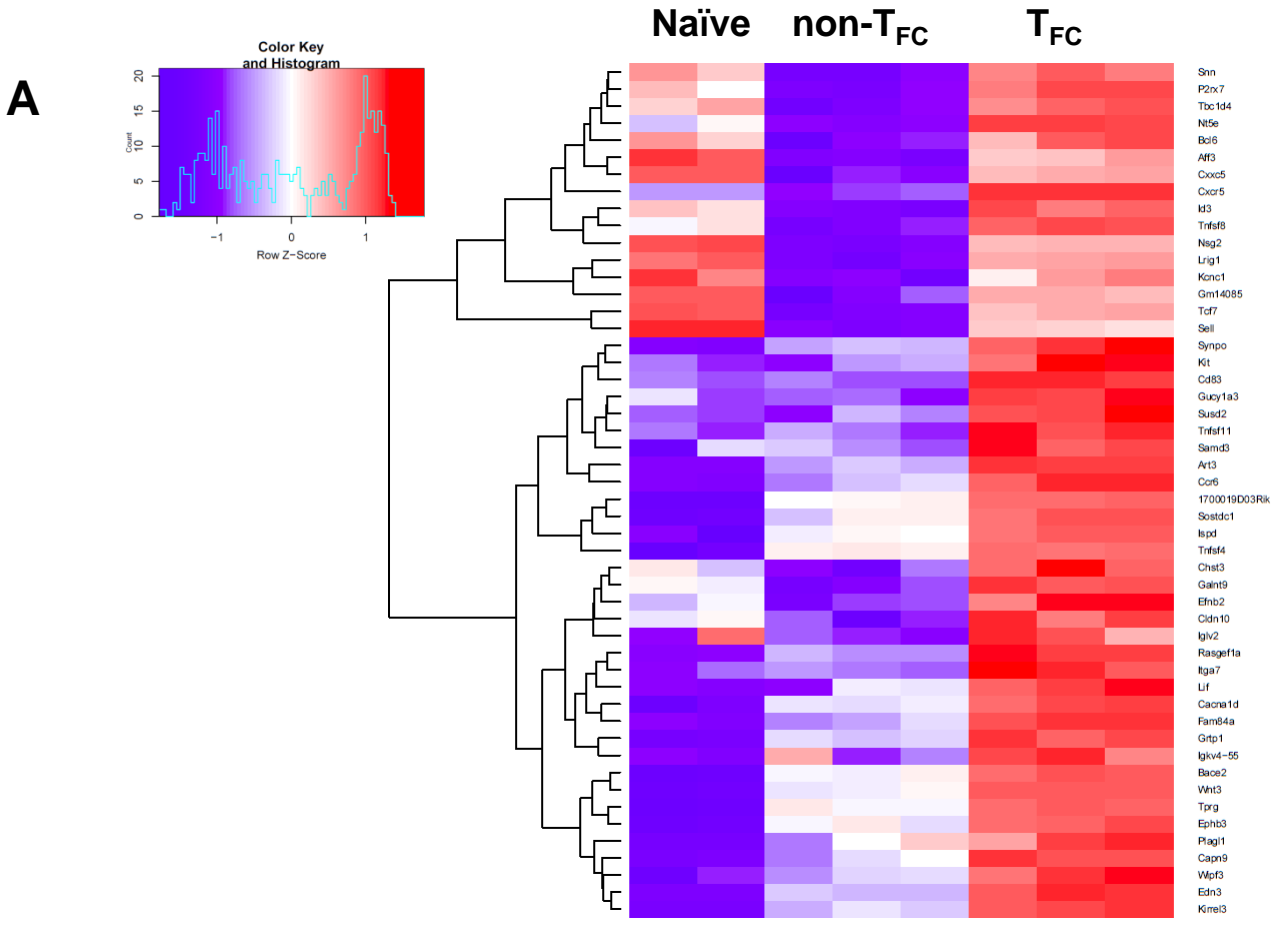 Naïve non-TFC TFC
Color Key
and Histogram
A
Count
0 5 10 15 20
−1 0 1
Row Z−Score
Snn
P2rx7
Tbc1d4
Nt5e
Bcl6
Aff3
Cxxc5
Cxcr5
Id3
Tnfsf8
Nsg2
Lrig1
Kcnc1
Gm14085
Tcf7
Sell
Synpo
Kit
Cd83
Gucy1a3
Susd2
Tnfsf11
Samd3
Art3
Ccr6
1700019D03Rik
Sostdc1
Ispd
Tnfsf4
Chst3
Galnt9
Efnb2
Cldn10
Iglv2
Rasgef1a
Itga7
Lif
Cacna1d
Fam84a
Grtp1
Igkv4−55
Bace2
Wnt3
Tprg
Ephb3
Plagl1
Capn9
Wipf3
Edn3
Kirrel3